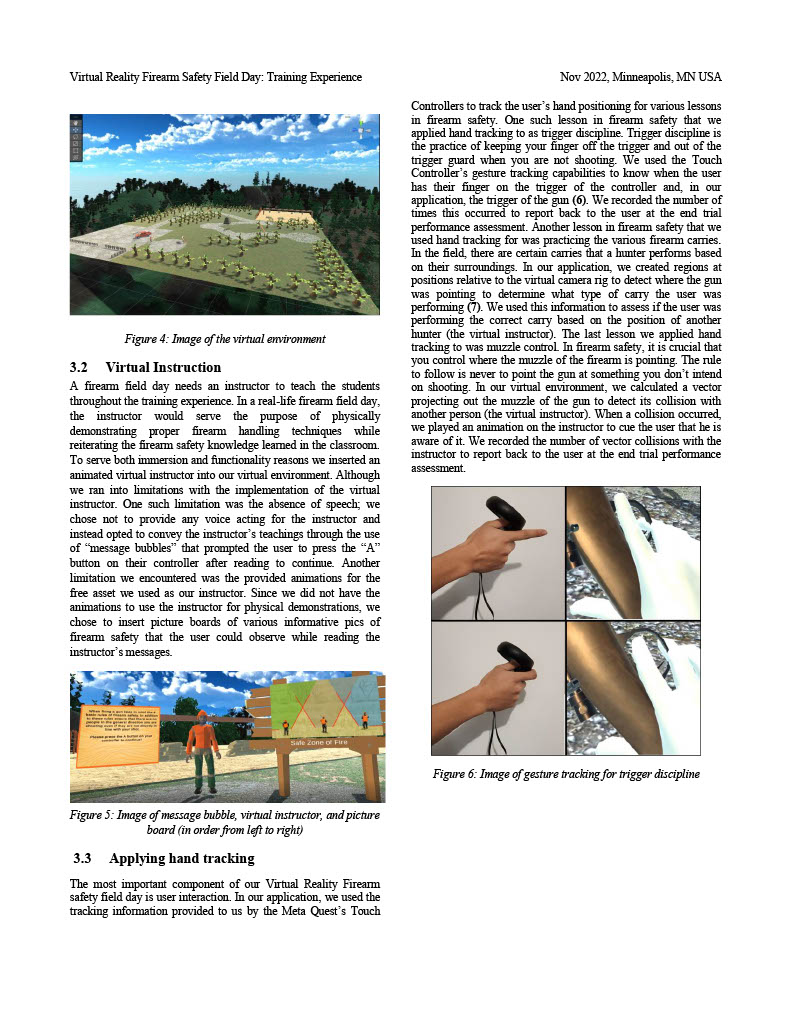 Virtual Reality Firearm Safety Field Day: Training Experience
Nov 2022, Minneapolis, MN USA
Figure 4: Image of the virtual environment
3.2 Virtual Instruction
A firearm field day needs an instructor to teach the students
throughout the training experience. In a real-life firearm field day,
the instructor would serve the purpose of physically
demonstrating proper firearm handling techniques while
reiterating the firearm safety knowledge learned in the classroom.
To serve both immersion and functionality reasons we inserted an
animated virtual instructor into our virtual environment. Although
we ran into limitations with the implementation of the virtual
instructor. One such limitation was the absence of speech; we
chose not to provide any voice acting for the instructor and
instead opted to convey the instructor's teachings through the use
of “message bubbles” that prompted the user to press the “A”
button on their controller after reading to continue. Another
limitation we encountered was the provided animations for the
free asset we used as our instructor. Since we did not have the
animations to use the instructor for physical demonstrations, we
chose to insert picture boards of various informative pics of
firearm safety that the user could observe while reading the
instructor's messages.
people in the general direction you are
Please press the A button on your
controller to continue!
Safe Zone of Fire
Figure 5: Image of message bubble, virtual instructor, and picture
board (in order from left to right)
3.3 Applying hand tracking
The most important component of our Virtual Reality Firearm
safety field day is user interaction. In our application, we used the
tracking information provided to us by the Meta Quest's Touch
Controllers to track the user's hand positioning for various lessons
in firearm safety. One such lesson in firearm safety that we
applied hand tracking to as trigger discipline. Trigger discipline is
the practice of keeping your finger off the trigger and out of the
trigger guard when you are not shooting. We used the Touch
Controller's gesture tracking capabilities to know when the user
has their finger on the trigger of the controller and, in our
application, the trigger of the gun (6). We recorded the number of
times this occurred to report back to the user at the end trial
performance assessment. Another lesson in firearm safety that we
used hand tracking for was practicing the various firearm carries.
In the field, there are certain carries that a hunter performs based
on their surroundings. In our application, we created regions at
positions relative to the virtual camera rig to detect where the gun
was pointing to determine what type of carry the user was
performing (7). We used this information to assess if the user was
performing the correct carry based on the position of another
hunter (the virtual instructor). The last lesson we applied hand
tracking to was muzzle control. In firearm safety, it is crucial that
you control where the muzzle of the firearm is pointing. The rule
to follow is never to point the gun at something you don't intend
on shooting. In our virtual environment, we calculated a vector
projecting out the muzzle of the gun to detect its collision with
another person (the virtual instructor). When a collision occurred,
we played an animation on the instructor to cue the user that he is
aware of it. We recorded the number of vector collisions with the
instructor to report back to the user at the end trial performance
assessment.
Figure 6: Image of gesture tracking for trigger discipline